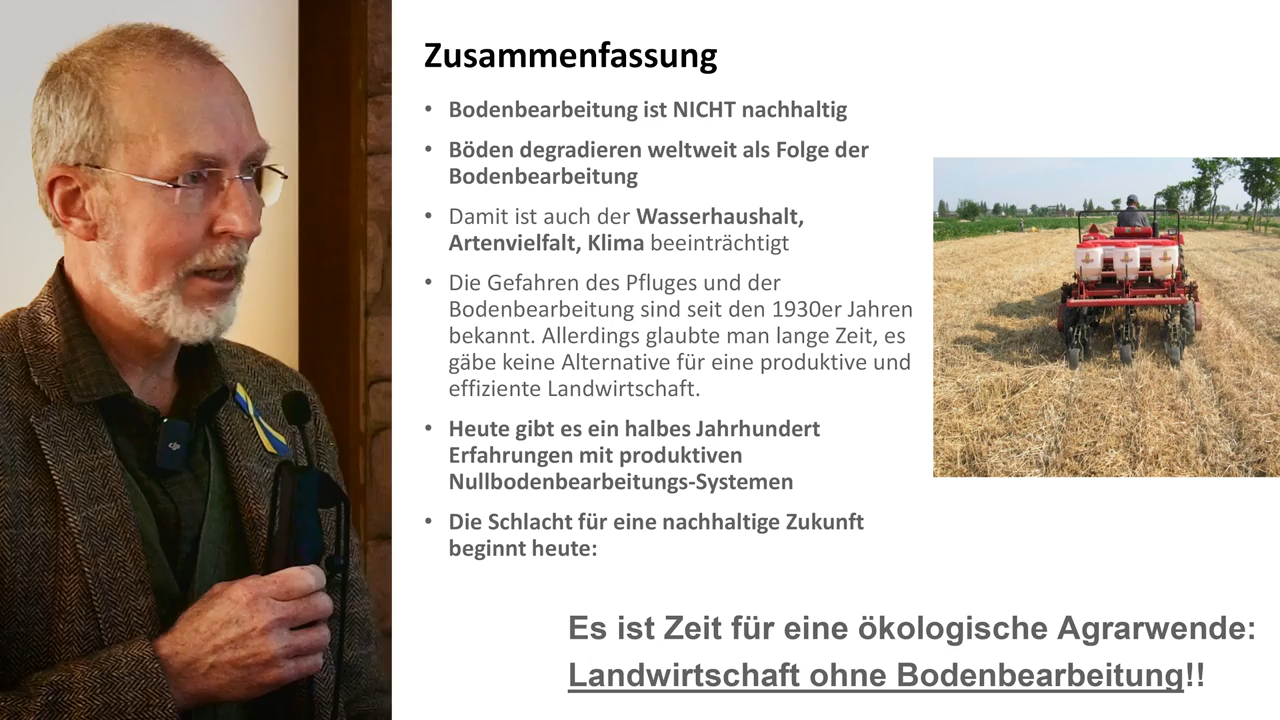 Zusammenfassung
• Bodenbearbeitung ist NICHT nachhaltig
• Böden degradieren weltweit als Folge der
Bodenbearbeitung
• Damit ist auch der Wasserhaushalt,
Artenvielfalt, Klima beeinträchtigt
• Die Gefahren des Pfluges und der
Bodenbearbeitung sind seit den 1930er Jahren
bekannt. Allerdings glaubte man lange Zeit, es
gäbe keine Alternative für eine produktive und
effiziente Landwirtschaft.
• Heute gibt es ein halbes Jahrhundert
Erfahrungen mit produktiven
Nullbodenbearbeitungs-Systemen
• Die Schlacht für eine nachhaltige Zukunft
beginnt heute:
Es ist Zeit für eine ökologische Agrarwende:
Landwirtschaft ohne Bodenbearbeitung!!
dji